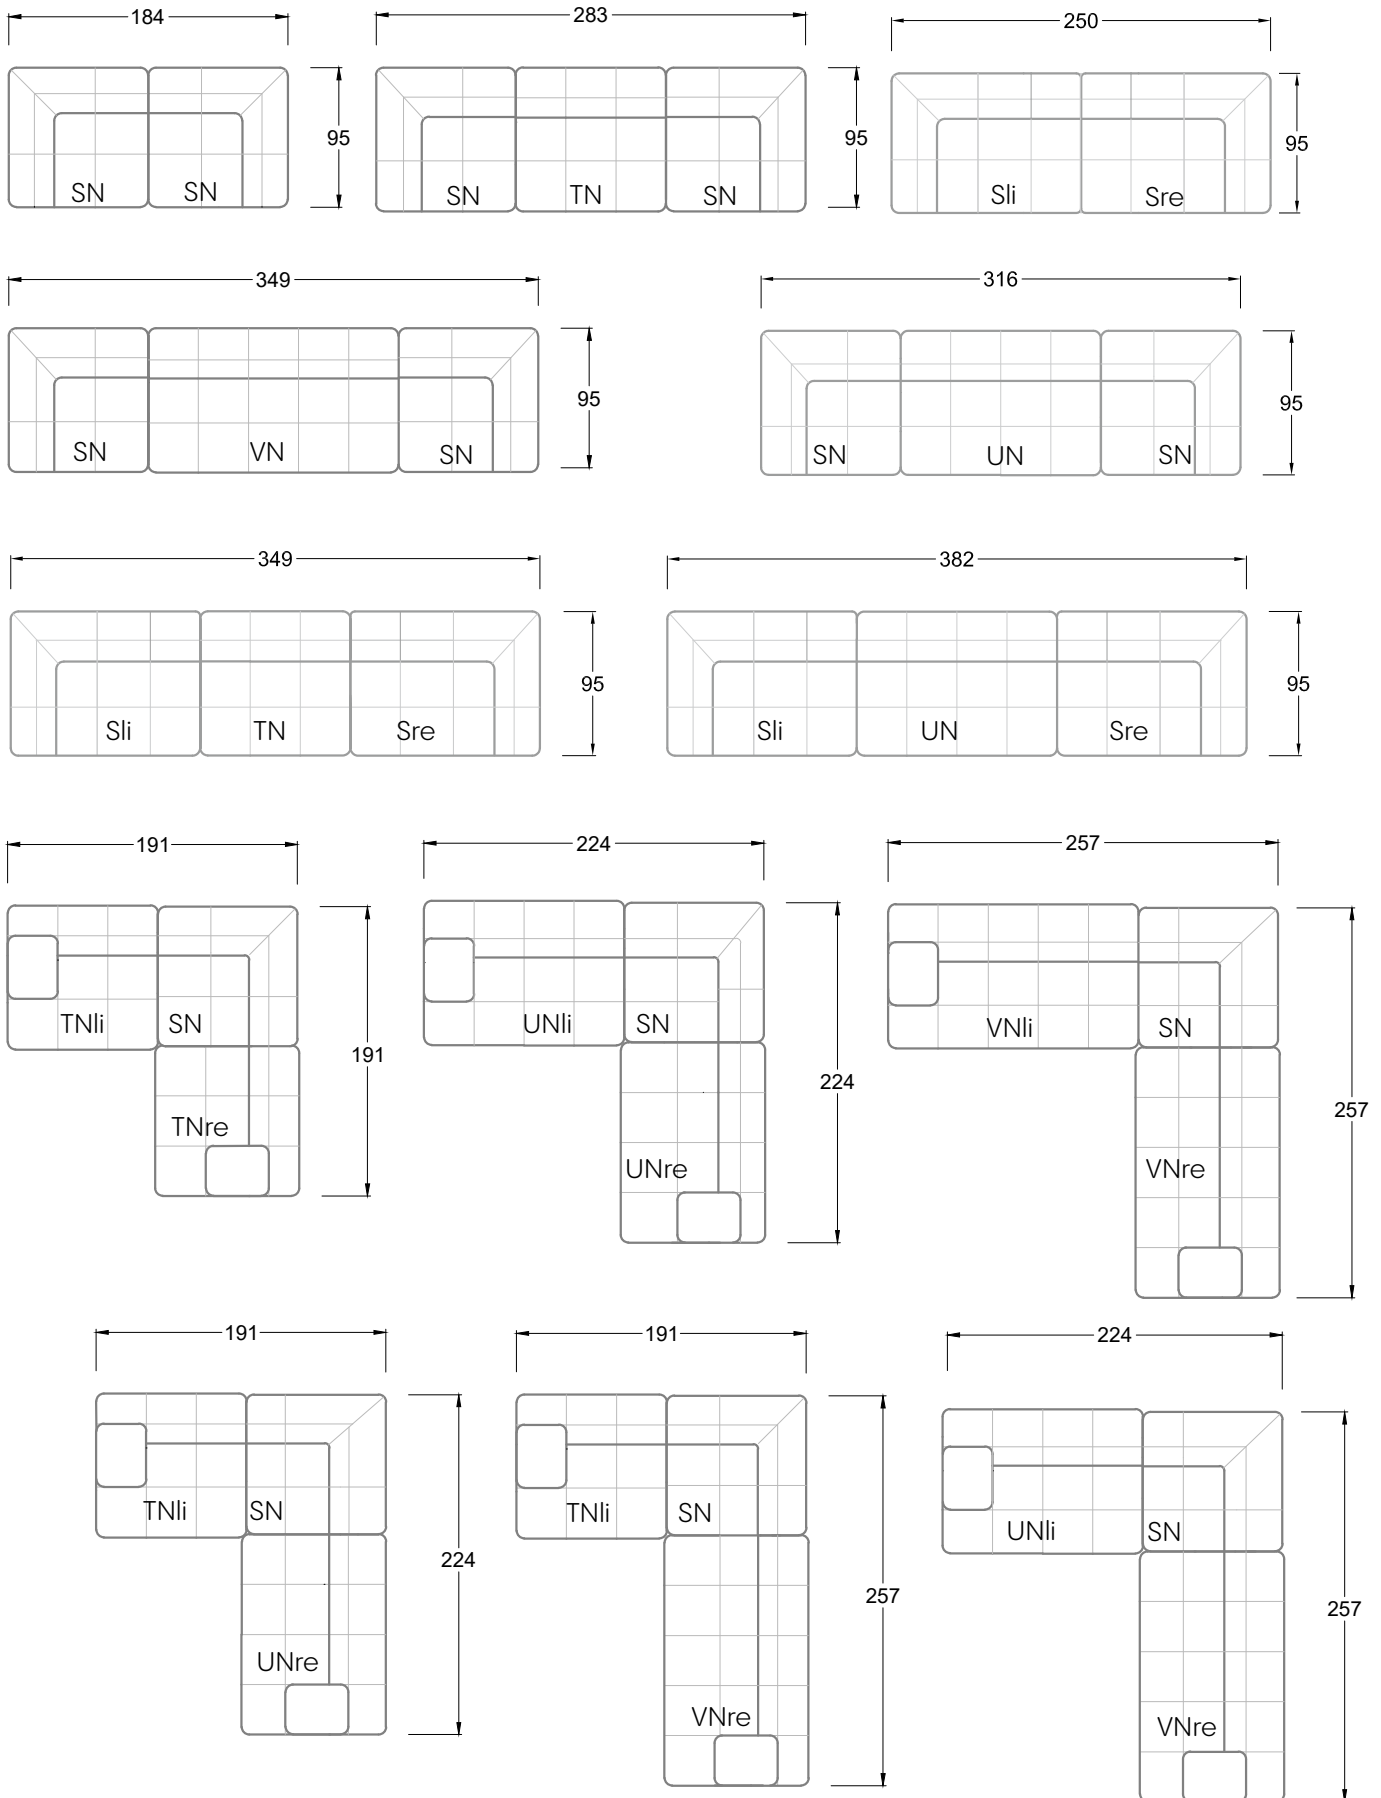 184
283
250
95
95
95
SN SN
SN TN SN
Sli Sre
349
316
95
95
SN VN SN
SN UN SN
349
382
95
95
Sli TN Sre
Sli UN Sre
191
224
257
TNli SN
UNli SN
VNli SN
191
224
257
TNre
UNre
VNre
191
191
224
TNli SN
TNli SN
UNli SN
224
257
257
UNre
VNre
VNre